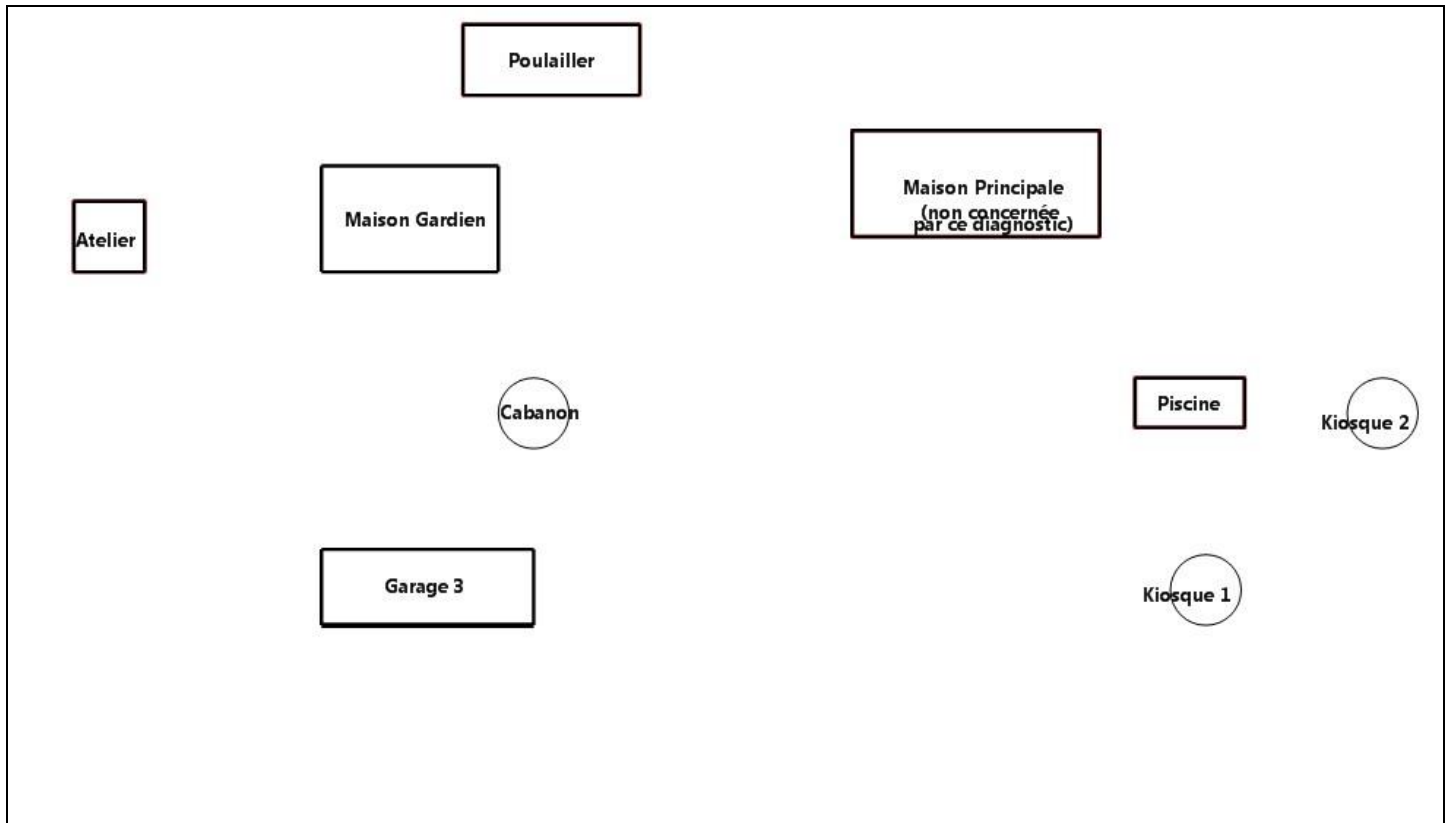 Poulailler
Maison Principale
(non concernée
par ce diagnostic)
Maison Gardien
Atelier
Piscine
Cabanon
Kiosque 2
Garage 3
Kiosque 1